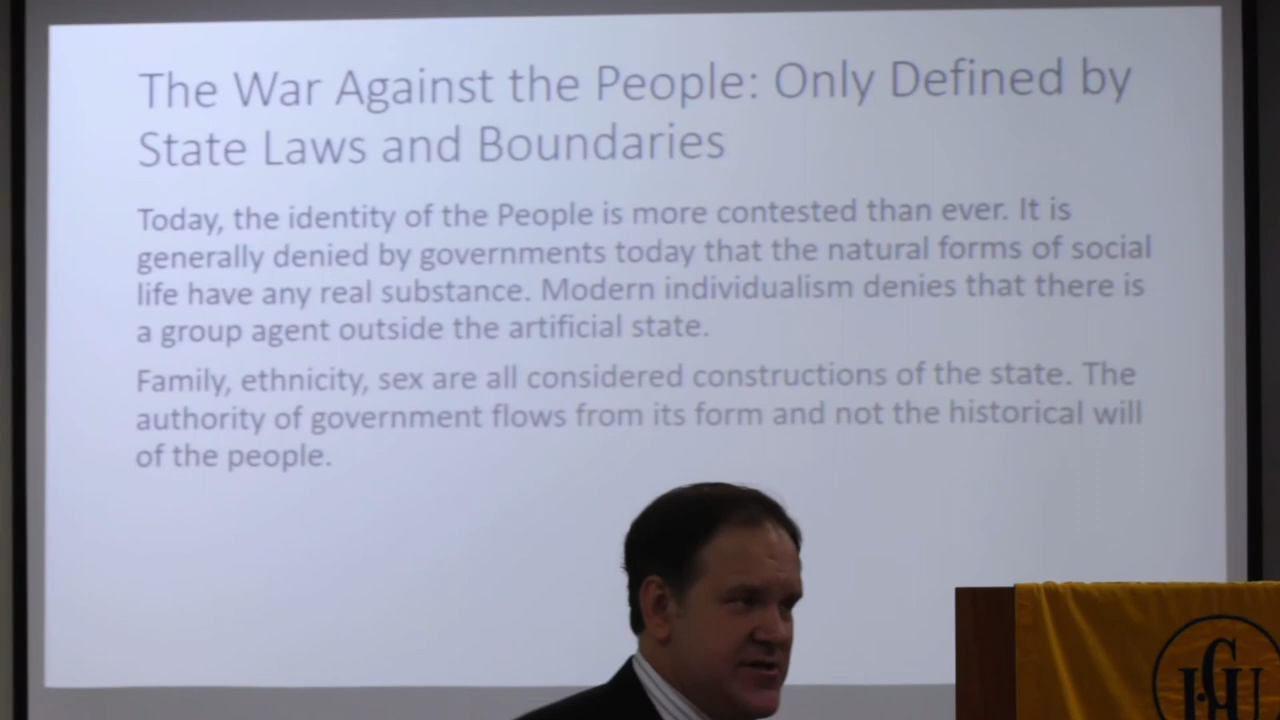 The War Against the People: Only Defined by
State Laws and Boundaries
Today, the identity of the People is more contested than ever. It is
generally denied by governments today that the natural forms of social
life have any real substance. Modern individualism denies that there is
a group agent outside the artificial state.
Family, ethnicity, sex are all considered constructions of the state. The
authority of government flows from its form and not the historical will
of the people.